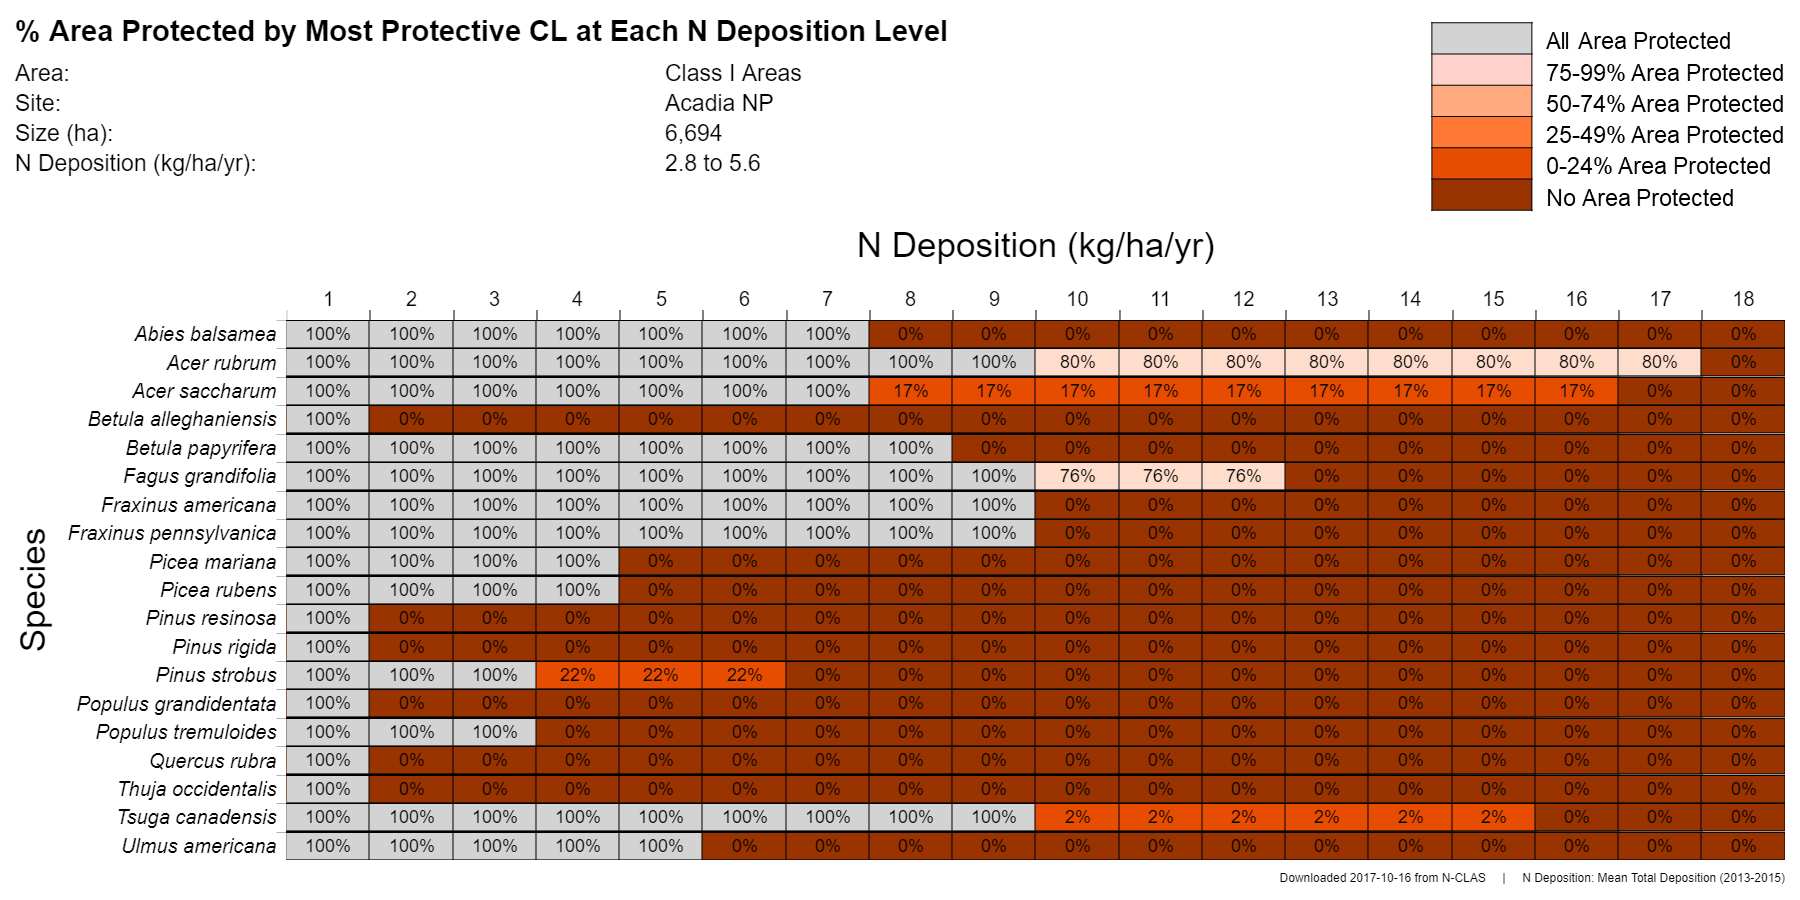 % Area Protected by Most Protective CL at Each N Deposition Level
Area: Class I Areas
Site: Acadia NP
Size (ha): 6,694
N Deposition (kg/ha/yr): 2.8 to 5.6
All Area Protected
75-99% Area Protected
50-74% Area Protected
25-49% Area Protected
0-24% Area Protected
No Area Protected
N Deposition (kg/ha/yr)
1 2 3 4 5 6 7 8 9 10 11 12 13 14 15 16 17 18
Species
Abies balsamea 100% 100% 100% 100% 100% 100% 100% 0% 0% 0% 0% 0% 0% 0% 0% 0% 0% 0%
Acer rubrum 100% 100% 100% 100% 100% 100% 100% 100% 100% 80% 80% 80% 80% 80% 80% 80% 80% 0%
Acer saccharum 100% 100% 100% 100% 100% 100% 100% 17% 17% 17% 17% 17% 17% 17% 17% 17% 0% 0%
Betula alleghaniensis 100% 0% 0% 0% 0% 0% 0% 0% 0% 0% 0% 0% 0% 0% 0% 0% 0% 0%
Betula papyrifera 100% 100% 100% 100% 100% 100% 100% 100% 0% 0% 0% 0% 0% 0% 0% 0% 0% 0%
Fagus grandifolia 100% 100% 100% 100% 100% 100% 100% 100% 100% 76% 76% 76% 0% 0% 0% 0% 0% 0%
Fraxinus americana 100% 100% 100% 100% 100% 100% 100% 100% 100% 0% 0% 0% 0% 0% 0% 0% 0% 0%
Fraxinus pennsylvanica 100% 100% 100% 100% 100% 100% 100% 100% 100% 0% 0% 0% 0% 0% 0% 0% 0% 0%
Picea mariana 100% 100% 100% 100% 0% 0% 0% 0% 0% 0% 0% 0% 0% 0% 0% 0% 0% 0%
Picea rubens 100% 100% 100% 100% 0% 0% 0% 0% 0% 0% 0% 0% 0% 0% 0% 0% 0% 0%
Pinus resinosa 100% 0% 0% 0% 0% 0% 0% 0% 0% 0% 0% 0% 0% 0% 0% 0% 0% 0%
Pinus rigida 100% 0% 0% 0% 0% 0% 0% 0% 0% 0% 0% 0% 0% 0% 0% 0% 0% 0%
Pinus strobus 100% 100% 100% 22% 22% 22% 0% 0% 0% 0% 0% 0% 0% 0% 0% 0% 0% 0%
Populus grandidentata 100% 0% 0% 0% 0% 0% 0% 0% 0% 0% 0% 0% 0% 0% 0% 0% 0% 0%
Populus tremuloides 100% 100% 100% 0% 0% 0% 0% 0% 0% 0% 0% 0% 0% 0% 0% 0% 0% 0%
Quercus rubra 100% 0% 0% 0% 0% 0% 0% 0% 0% 0% 0% 0% 0% 0% 0% 0% 0% 0%
Thuja occidentalis 100% 0% 0% 0% 0% 0% 0% 0% 0% 0% 0% 0% 0% 0% 0% 0% 0% 0%
Tsuga canadensis 100% 100% 100% 100% 100% 100% 100% 100% 100% 2% 2% 2% 2% 2% 2% 0% 0% 0%
Ulmus americana 100% 100% 100% 100% 100% 0% 0% 0% 0% 0% 0% 0% 0% 0% 0% 0% 0% 0%
Downloaded 2017-10-16 from N-CLAS | N Deposition: Mean Total Deposition (2013-2015)